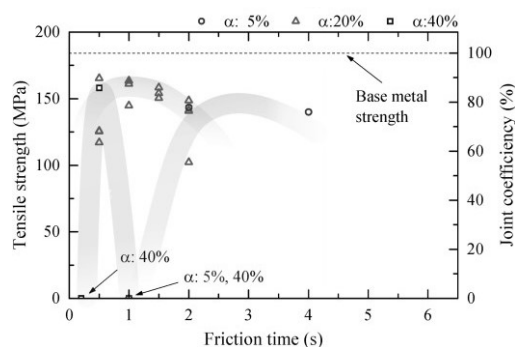 α: 5% α:20% α:40%
200
150
100
50
0
Tensile strength (MPa)
100
80
60
40
20
0
Joint coefficiency (%)
Base metal
strength
α: 40%
α: 5%, 40%
0 1 2 3 4 5 6
Friction time (s)